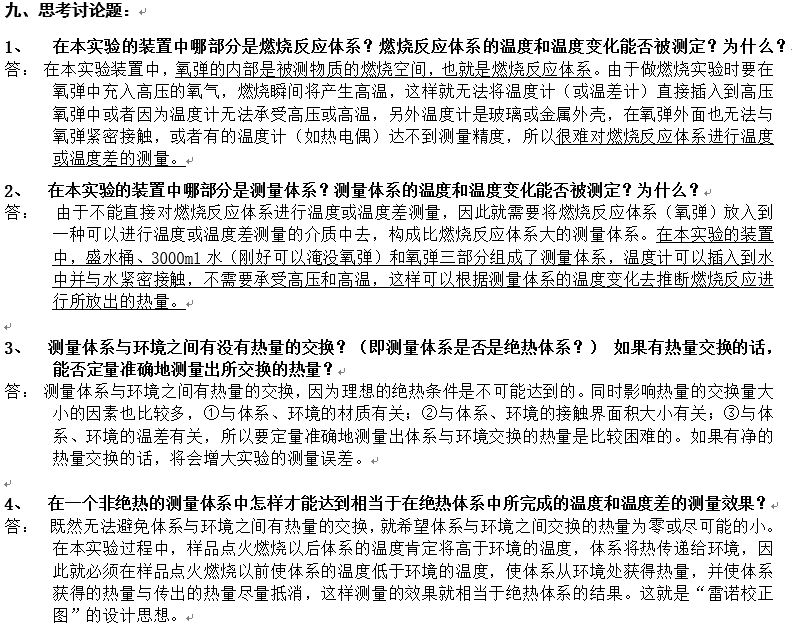 九、思考讨论题：
1、 在本实验的装置中哪部分是燃烧反应体系？燃烧反应体系的温度和温度变化能否被测定？为什么？
答： 在本实验装置中，氧弹的内部是被测物质的燃烧空间，也就是燃烧反应体系。由于做燃烧实验时要在
氧弹中充入高压的氧气，燃烧瞬间将产生高温，这样就无法将温度计（或温差计）直接插入到高压
氧弹中或者因为温度计无法承受高压或高温，另外温度计是玻璃或金属外壳，在氧弹外面也无法与
氧弹紧密接触，或者有的温度计（如热电偶）达不到测量精度，所以很难对燃烧反应体系进行温度
或温度差的测量。
2、 在本实验的装置中哪部分是测量体系？测量体系的温度和温度变化能否被测定？为什么？
答： 由于不能直接对燃烧反应体系进行温度或温度差测量，因此就需要将燃烧反应体系（氧弹）放入到
一种可以进行温度或温度差测量的介质中去，构成比燃烧反应体系大的测量体系。在本实验的装置
中，盛水桶、3000ml 水（刚好可以淹没氧弹）和氧弹三部分组成了测量体系，温度计可以插入到水
中并与水紧密接触，不需要承受高压和高温，这样可以根据测量体系的温度变化去推断燃烧反应进
行所放出的热量。
3、 测量体系与环境之间有没有热量的交换？（即测量体系是否是绝热体系？） 如果有热量交换的话，
能否定量准确地测量出所交换的热量？
答： 测量体系与环境之间有热量的交换，因为理想的绝热条件是不可能达到的。同时影响热量的交换量大
小的因素也比较多，①与体系、环境的材质有关；②与体系、环境的接触界面积大小有关；③与体
系、环境的温差有关，所以要定量准确地测量出体系与环境交换的热量是比较困难的。如果有净的
热量交换的话，将会增大实验的测量误差。
4、 在一个非绝热的测量体系中怎样才能达到相当于在绝热体系中所完成的温度和温度差的测量效果？
答： 既然无法避免体系与环境之间有热量的交换，就希望体系与环境之间交换的热量为零或尽可能的小。
在本实验过程中，样品点火燃烧以后体系的温度肯定将高于环境的温度，体系将热传递给环境，因
此就必须在样品点火燃烧以前使体系的温度低于环境的温度，使体系从环境处获得热量，并使体系
获得的热量与传出的热量尽量抵消，这样测量的效果就相当于绝热体系的结果。这就是“雷诺校正
图”的设计思想。